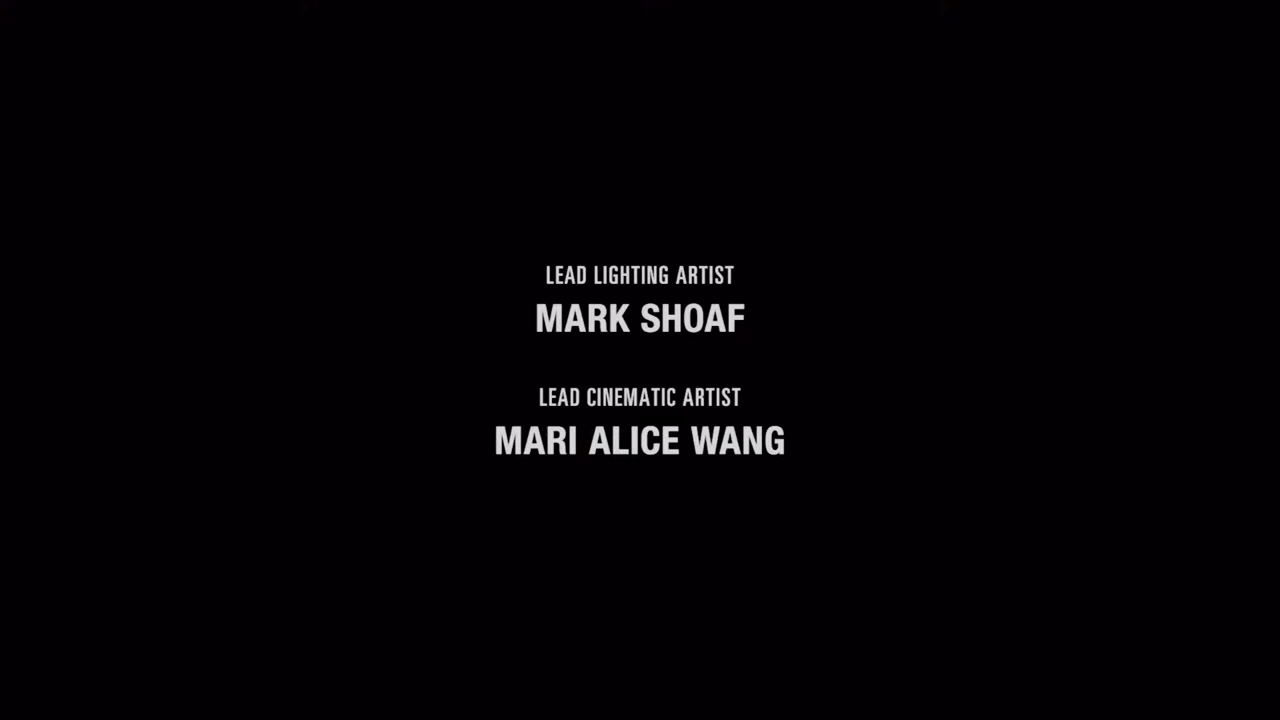 LEAD LIGHTING ARTIST
MARK SHOAF
LEAD CINEMATIC ARTIST
MARI ALICE WANG